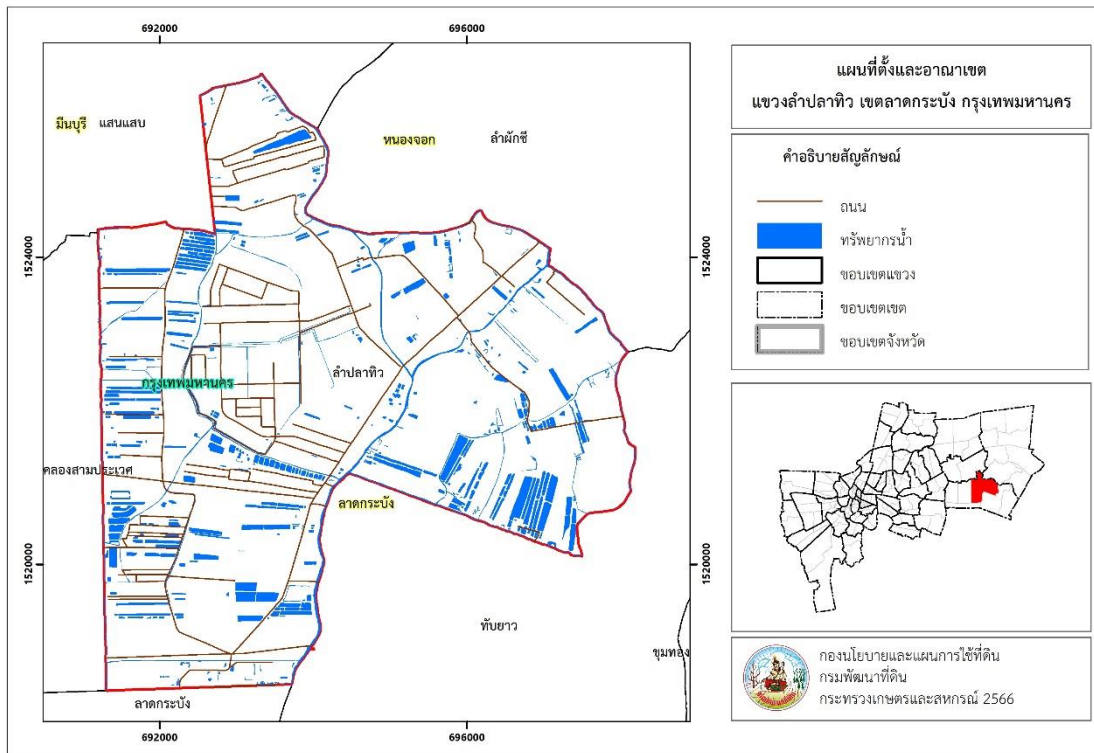 692000
696000
มีนบุรี แสนแสบ
หนองจอก ลำผักชี
1524000
1524000
ลำปลาทิว
กรุงเทพมหานคร
คลองสามประเวศ
ลาดกระบัง
1520000
1520000
ทับยาว
ขุมทอง
ลาดกระบัง
692000
696000
แผนที่ตั้งและอาณาเขต
แขวงลำปลาทิว เขตลาดกระบัง กรุงเทพมหานคร
คำอธิบายสัญลักษณ์
ถนน
ทรัพยากรน้ำ
ขอบเขตแขวง
ขอบเขตเขต
ขอบเขตจังหวัด
กองนโยบายและแผนการใช้ที่ดิน
กรมพัฒนาที่ดิน
กระทรวงเกษตรและสหกรณ์ 2566